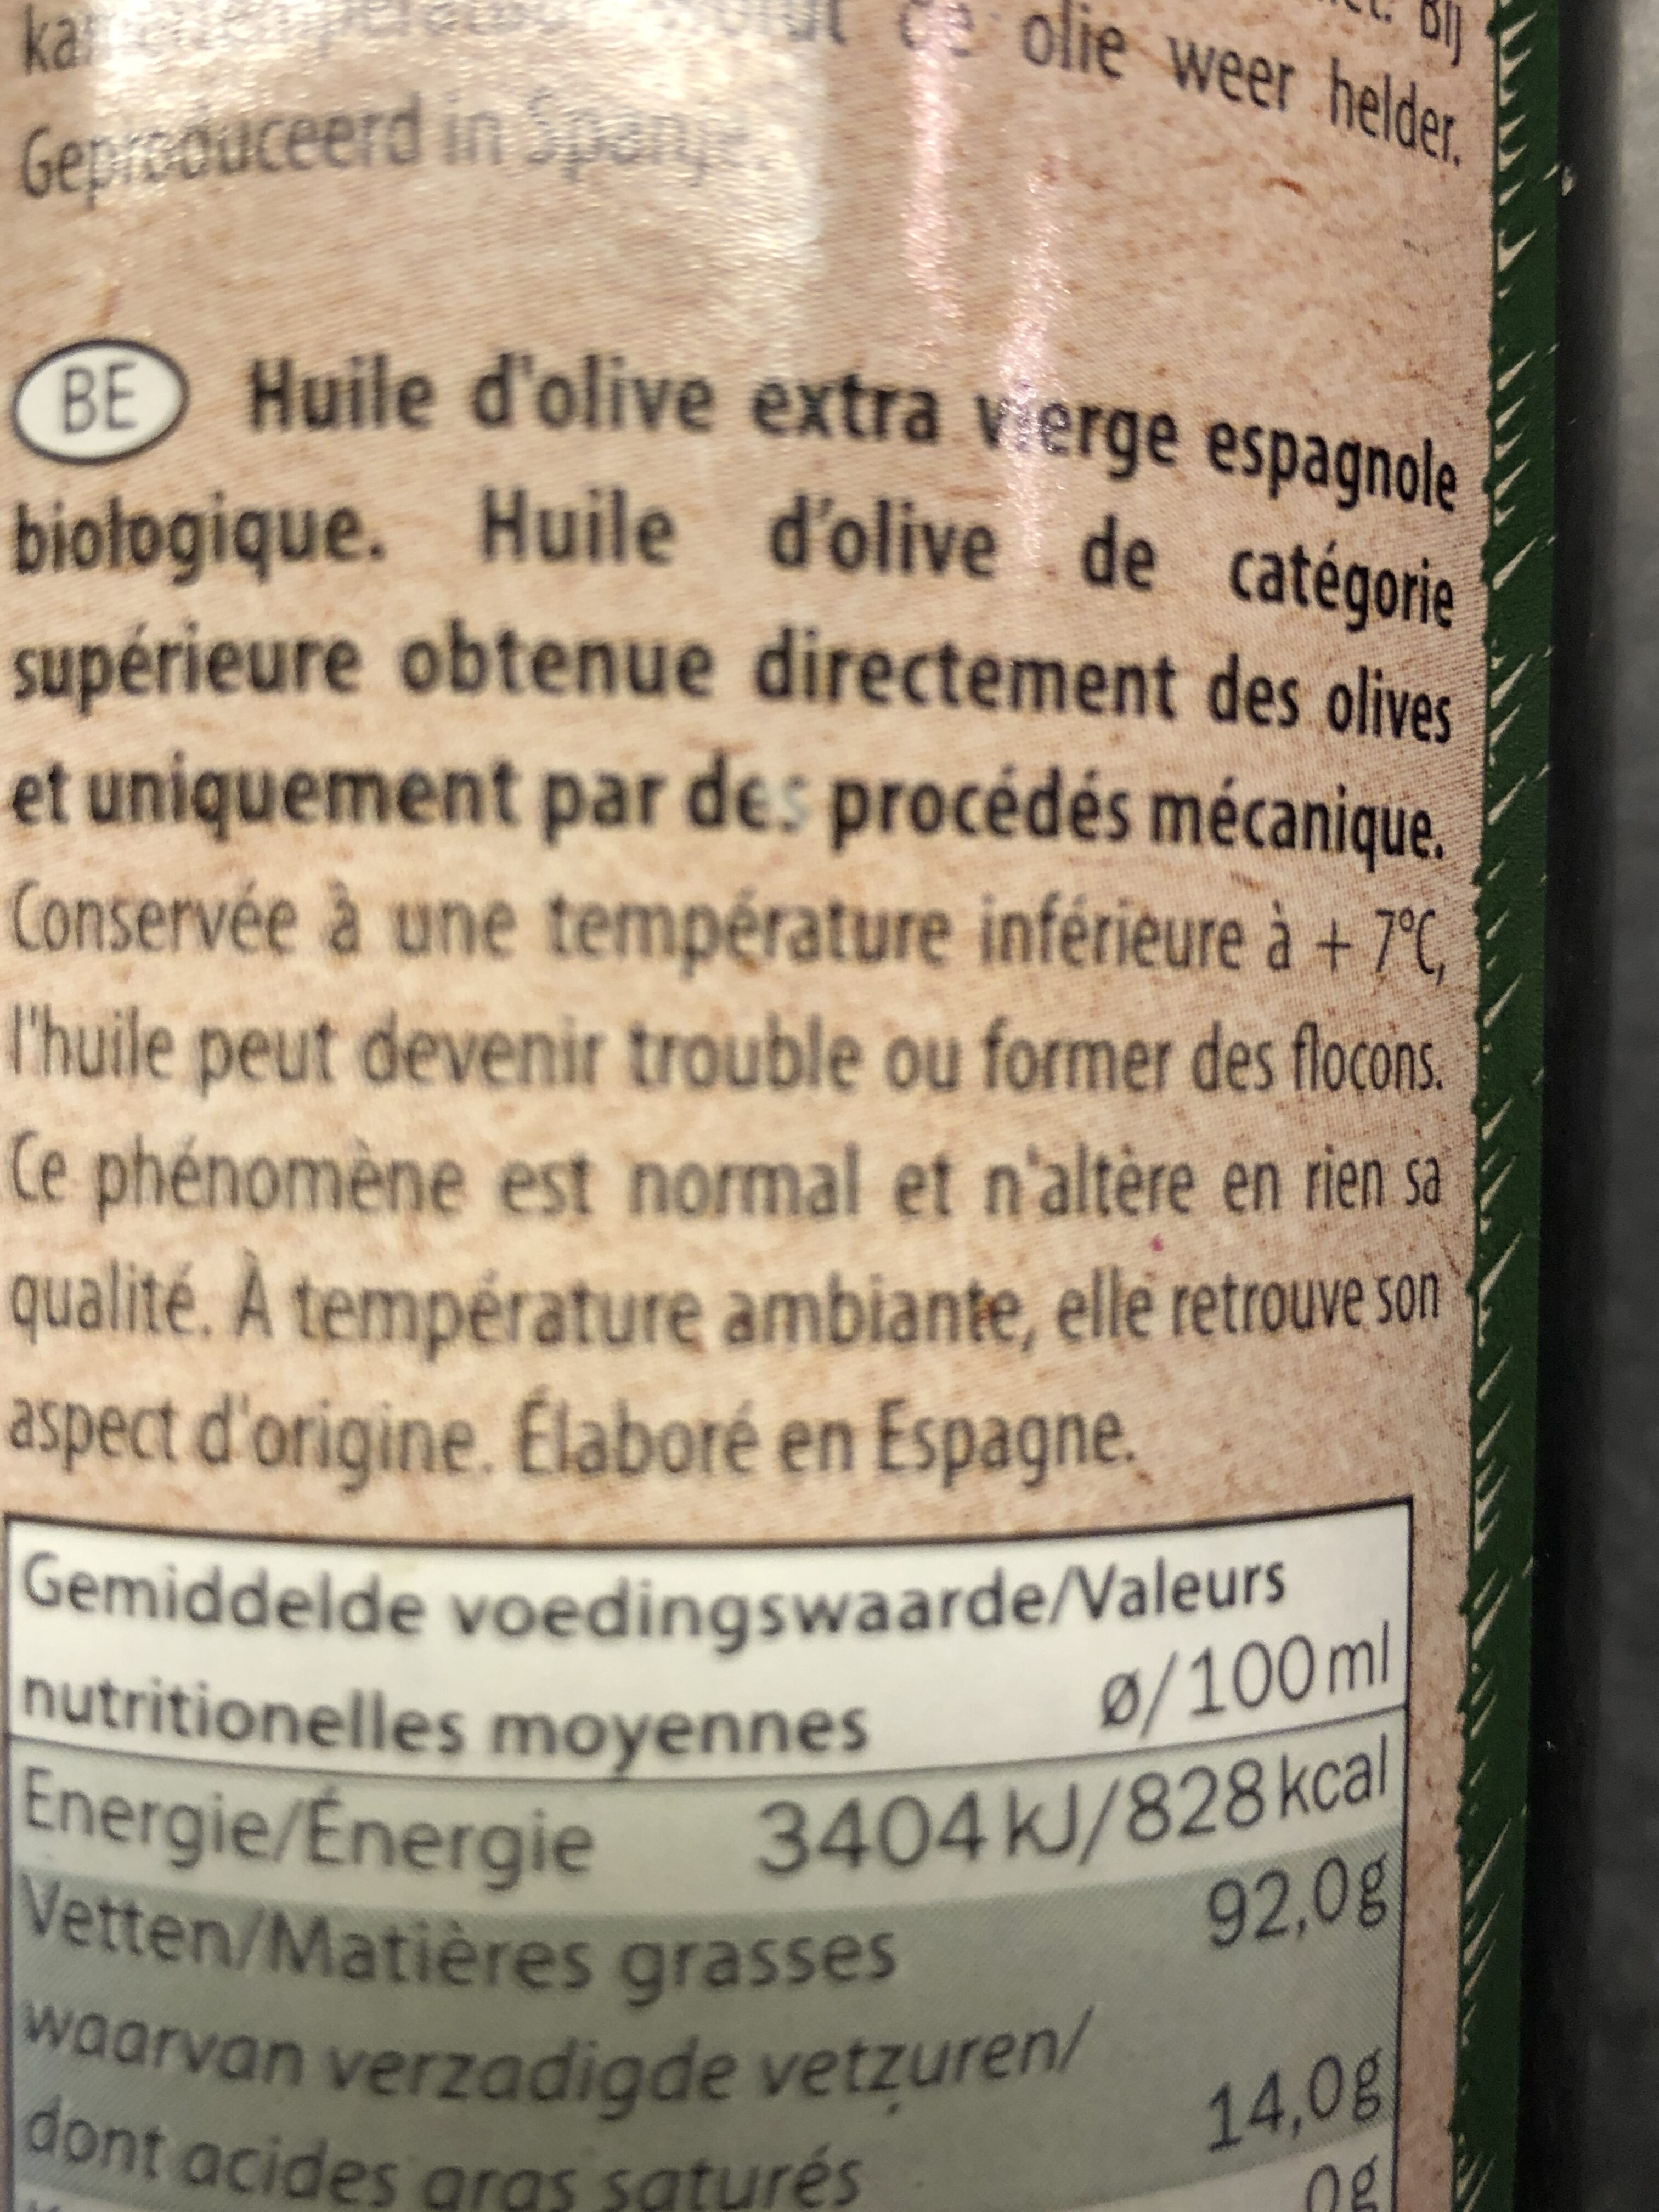 de olie weer helder. Bij
Geproduceerd in Spanje.
BE Huile d'olive extra vierge espagnole
biologique. Huile d’olive de catégorie
supérieure obtenue directement des olives
et uniquement par des procédés mécanique.
Conservée à une température inférieure à + 7°C,
l'huile peut devenir trouble ou former des flocons.
Ce phénomène est normal et n'altère en rien sa
qualité. À température ambiante, elle retrouve son
aspect d'origine. Élaboré en Espagne.
Gemiddelde voedingswaarde/Valeurs
nutritionelles moyennes ø/100 ml
Energie/Énergie 3404 kJ/828 kcal
Vetten/Matières grasses 92,0g
waarvan verzadigde vetzuren/
dont acides gras saturés 14,0g
0g